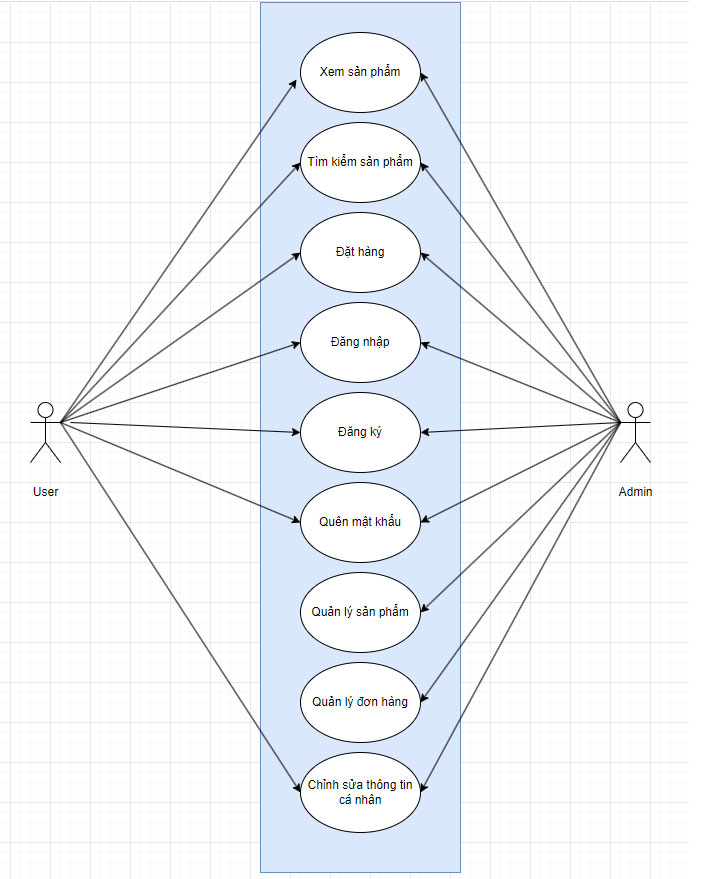 Xem sản phẩm
Tìm kiếm sản phẩm
Đặt hàng
Đăng nhập
Đăng ký
User
Admin
Quên mật khẩu
Quản lý sản phẩm
Quản lý đơn hàng
Chỉnh sửa thông tin
cá nhân